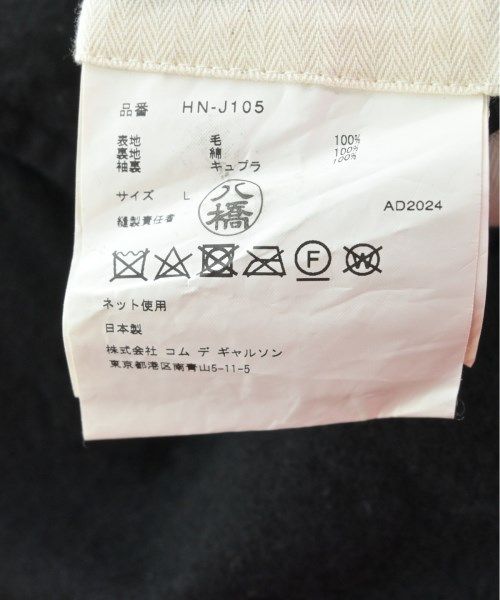 品番 HN-J105
表地 毛 100%
裏地 綿 100%
袖裏 キュプラ 100%
サイズ L
八橋
縫製責任者
AD2024
F W
ネット使用
日本製
株式会社 コム デ ギャルソン
東京都港区南青山5-11-5